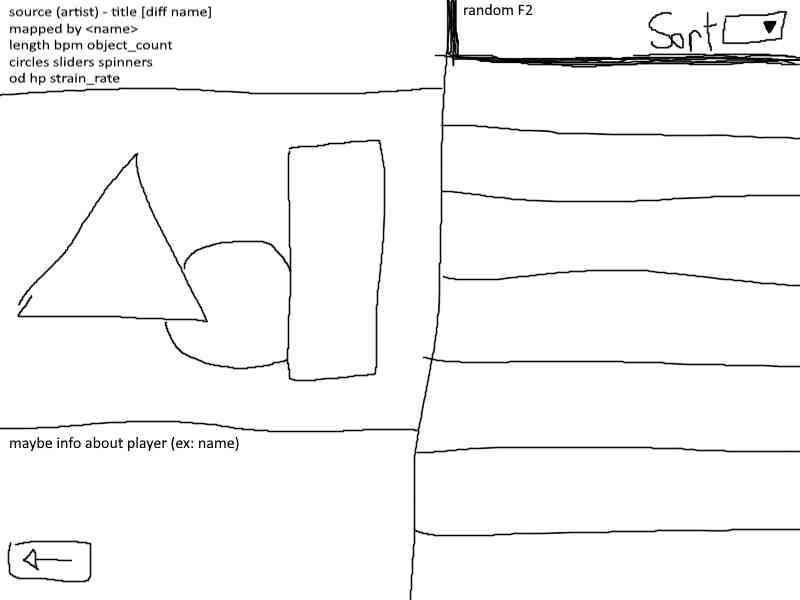 source (artist) - title [diff name]
mapped by <name>
length bpm object_count
circles sliders spinners
od hp strain_rate
random F2
Sort
maybe info about player (ex: name)